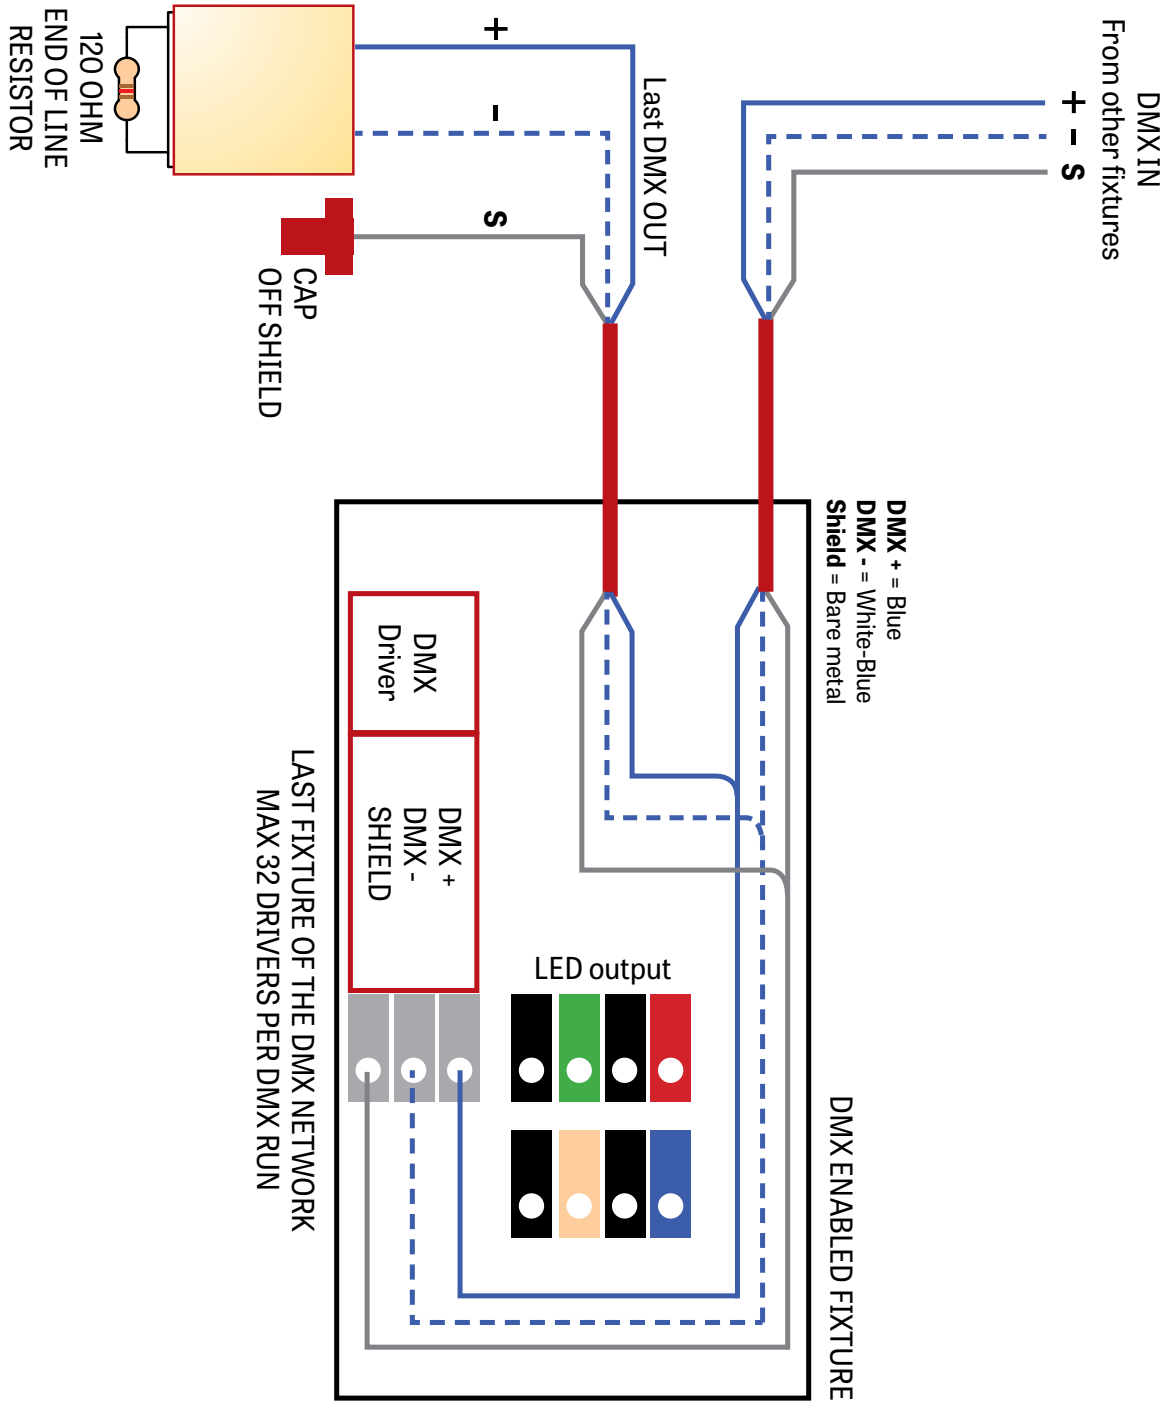 DMX IN
From other fixtures
+
-
s
Last DMX OUT
+
-
s
120 OHM
END OF LINE
RESISTOR
CAP
OFF SHIELD
DMX + = Blue
DMX - = White-Blue
Shield = Bare metal
DMX ENABLED FIXTURE
DMX
Driver
DMX +
DMX -
SHIELD
LED output
LAST FIXTURE OF THE DMX NETWORK
MAX 32 DRIVERS PER DMX RUN